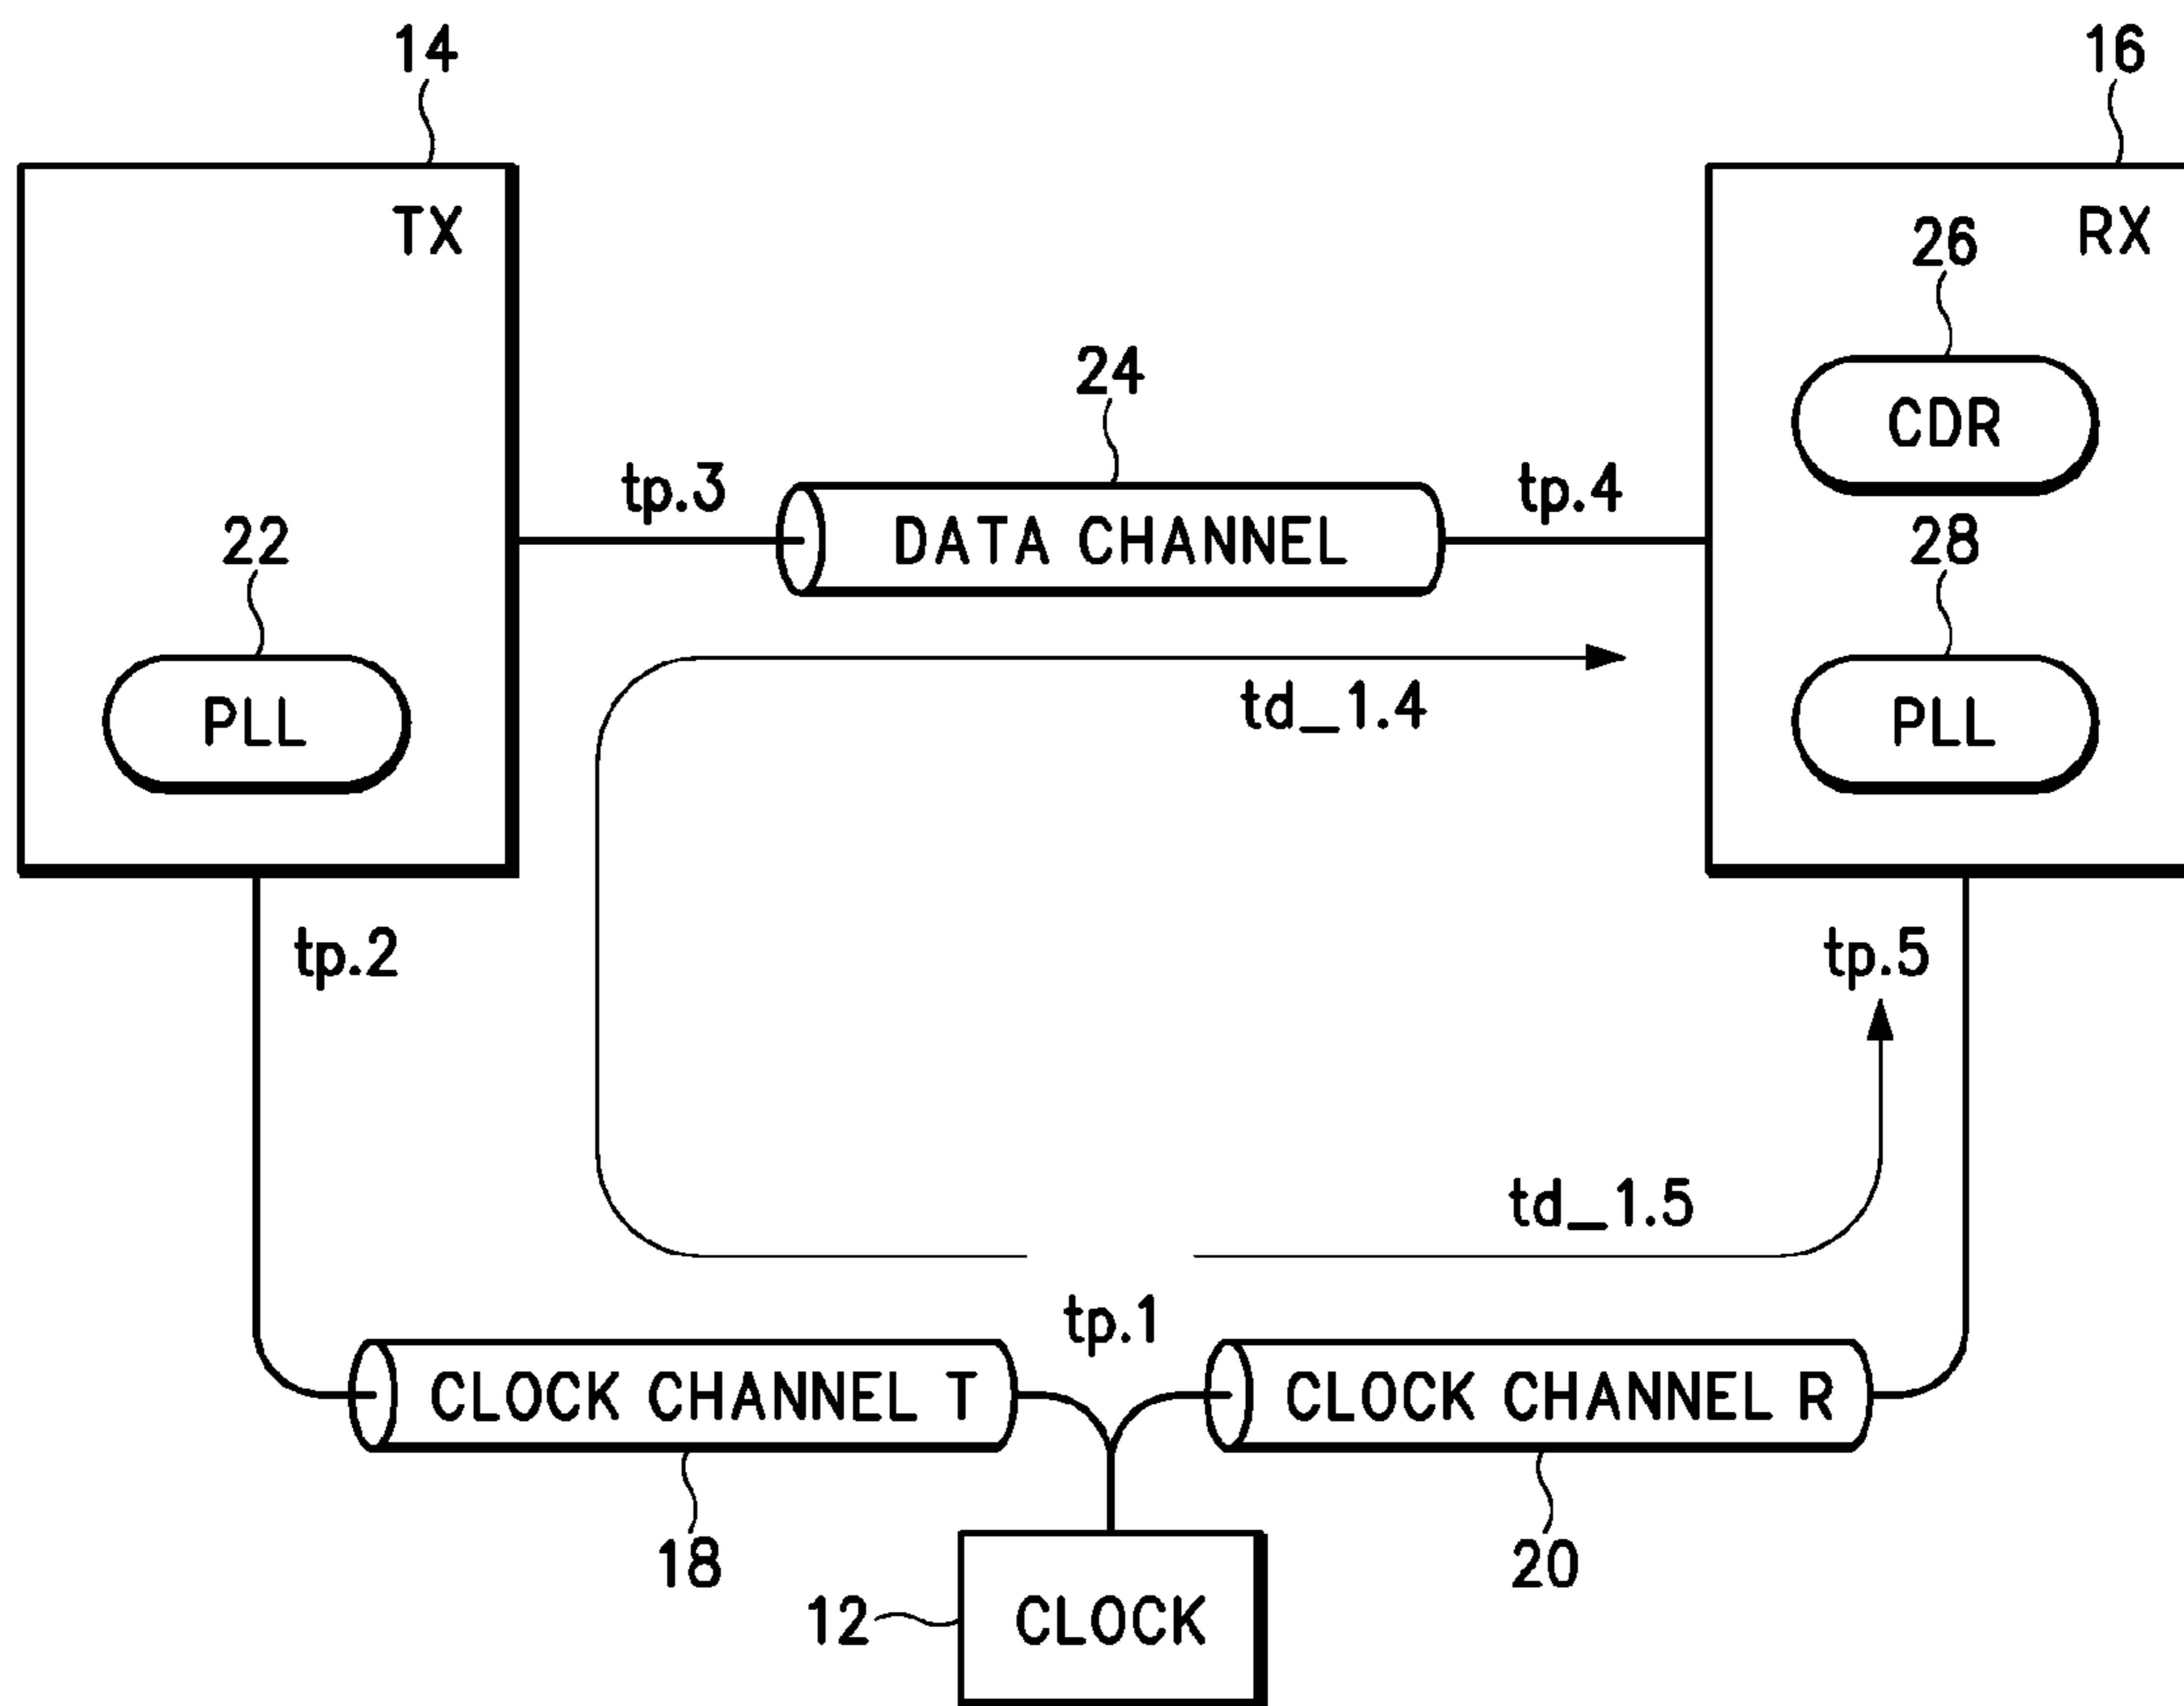 14
16
TX
RX
26
CDR
24
tp.3
DATA CHANNEL
tp.4
22
28
PLL
PLL
td_1.4
tp.2
tp.5
td_1.5
tp.1
CLOCK CHANNEL T
CLOCK CHANNEL R
18
20
12
CLOCK